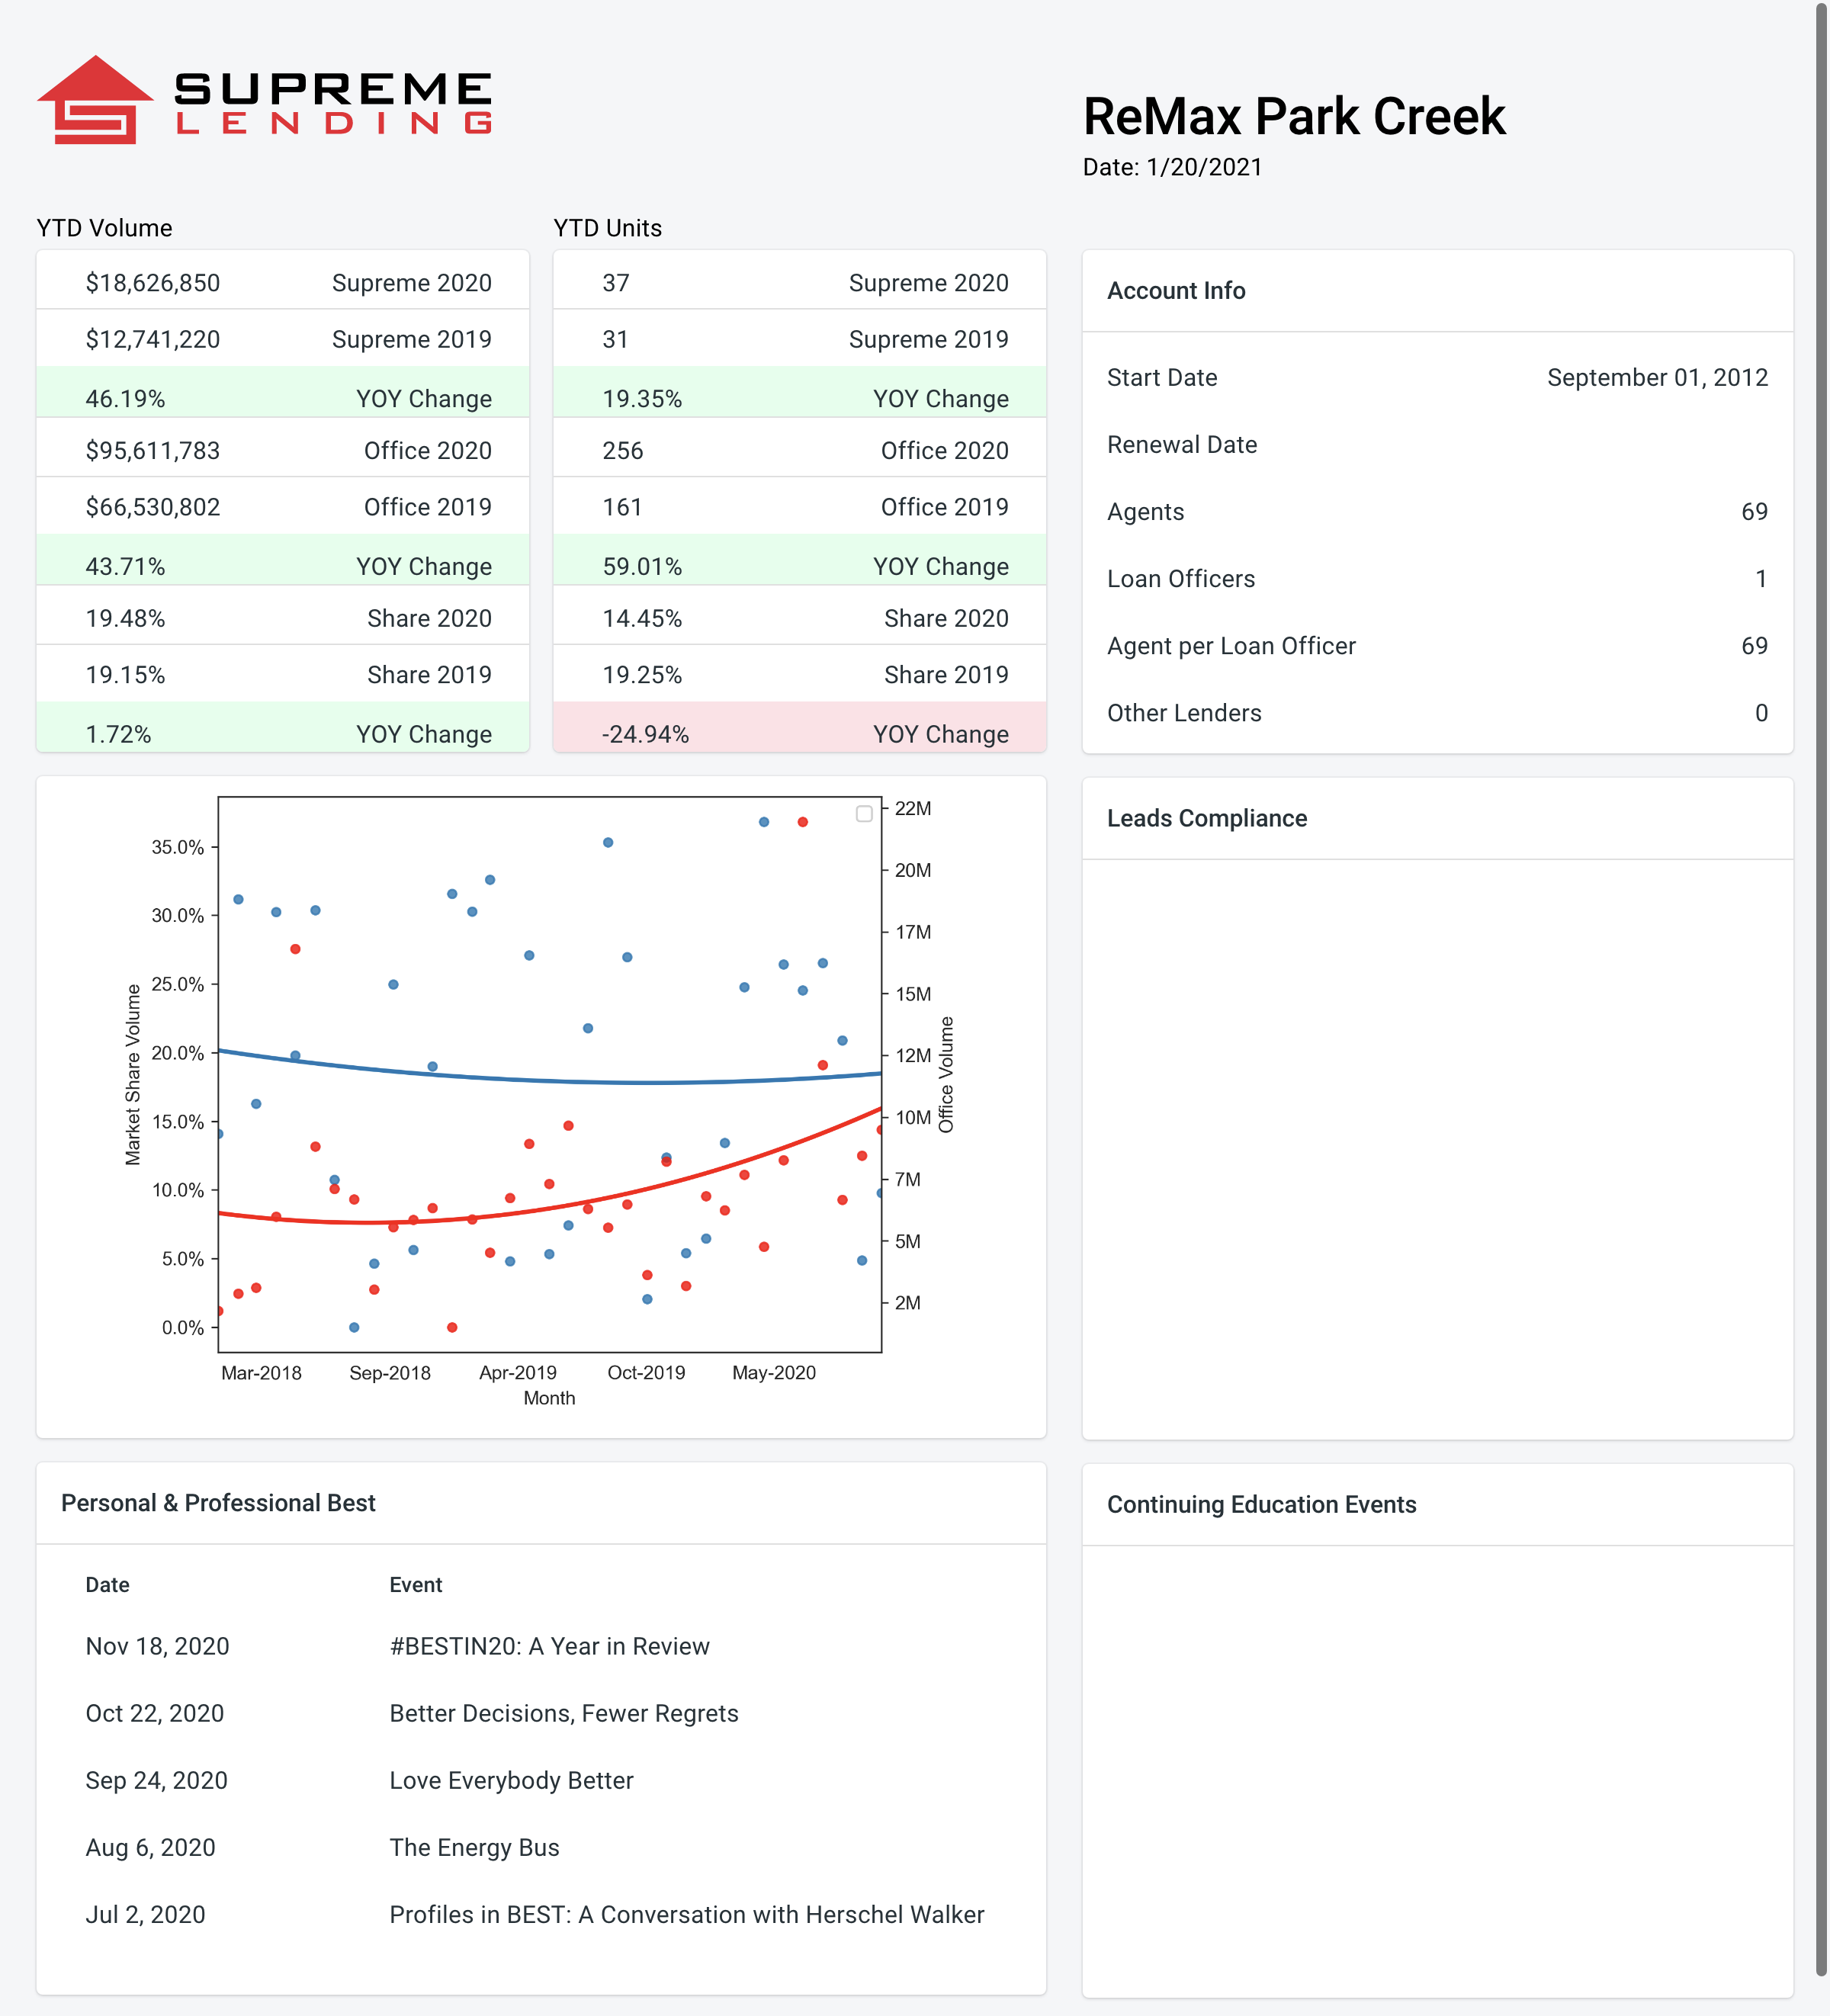 SUPREME
LENDING
ReMax Park Creek
Date: 1/20/2021
YTD Volume
$18,626,850 Supreme 2020
$12,741,220 Supreme 2019
46.19% YOY Change
$95,611,783 Office 2020
$66,530,802 Office 2019
43.71% YOY Change
19.48% Share 2020
19.15% Share 2019
1.72% YOY Change
YTD Units
37 Supreme 2020
31 Supreme 2019
19.35% YOY Change
256 Office 2020
161 Office 2019
59.01% YOY Change
14.45% Share 2020
19.25% Share 2019
-24.94% YOY Change
Account Info
Start Date September 01, 2012
Renewal Date
Agents 69
Loan Officers 1
Agent per Loan Officer 69
Other Lenders 0
Market Share Volume
35.0%
30.0%
25.0%
20.0%
15.0%
10.0%
5.0%
0.0%
22M
20M
17M
15M
12M
10M
7M
5M
2M
Office Volume
Mar-2018 Sep-2018 Apr-2019 Oct-2019 May-2020
Month
Leads Compliance
Personal & Professional Best
Date Event
Nov 18, 2020 #BESTIN20: A Year in Review
Oct 22, 2020 Better Decisions, Fewer Regrets
Sep 24, 2020 Love Everybody Better
Aug 6, 2020 The Energy Bus
Jul 2, 2020 Profiles in BEST: A Conversation with Herschel Walker
Continuing Education Events